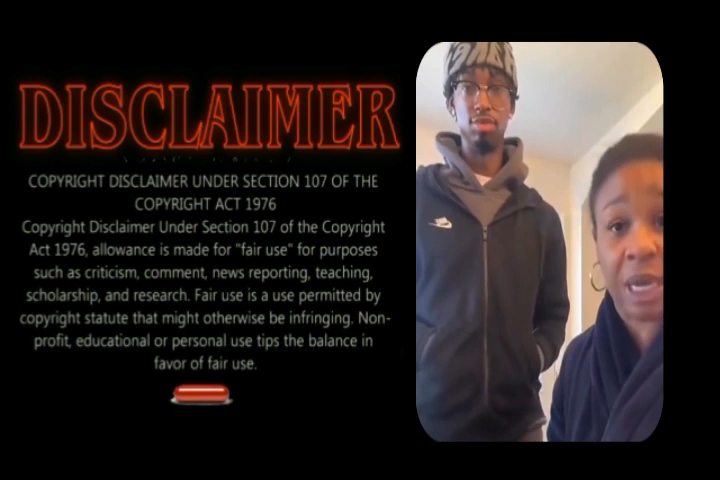 DISCLAIMER
COPYRIGHT DISCLAIMER UNDER SECTION 107 OF THE
COPYRIGHT ACT 1976
Copyright Disclaimer Under Section 107 of the Copyright
Act 1976, allowance is made for "fair use" for purposes
such as criticism, comment, news reporting, teaching,
scholarship, and research. Fair use is a use permitted by
copyright statute that might otherwise be infringing. Non-
profit, educational or personal use tips the balance in
favor of fair use.